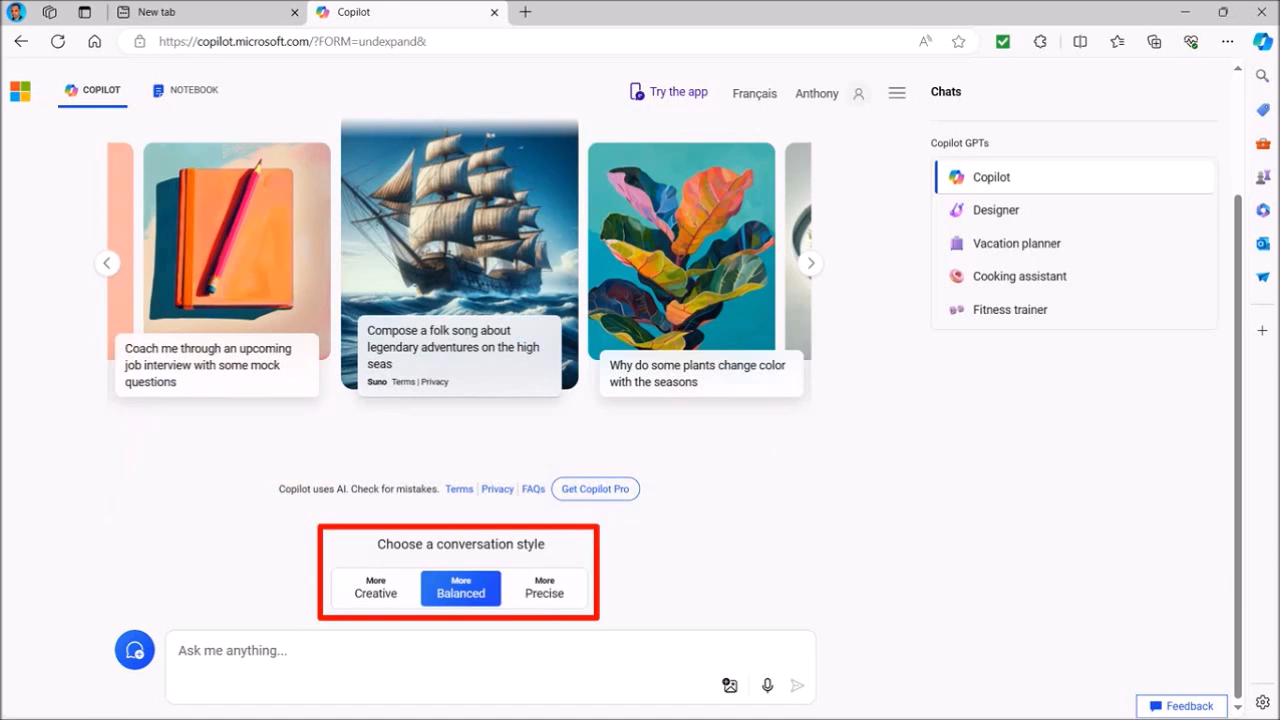 New tab
Copilot
https://copilot.microsoft.com/?FORM=undexpand&
COPILOT
NOTEBOOK
Try the app
Français
Anthony
Chats
Copilot GPTs
Copilot
Designer
Vacation planner
Cooking assistant
Fitness trainer
Coach me through an upcoming
job interview with some mock
questions
Compose a folk song about
legendary adventures on the high
seas
Suno Terms | Privacy
Why do some plants change color
with the seasons
Copilot uses AI. Check for mistakes. Terms | Privacy | FAQs Get Copilot Pro
Choose a conversation style
More
Creative
More
Balanced
More
Precise
Ask me anything...
Feedback